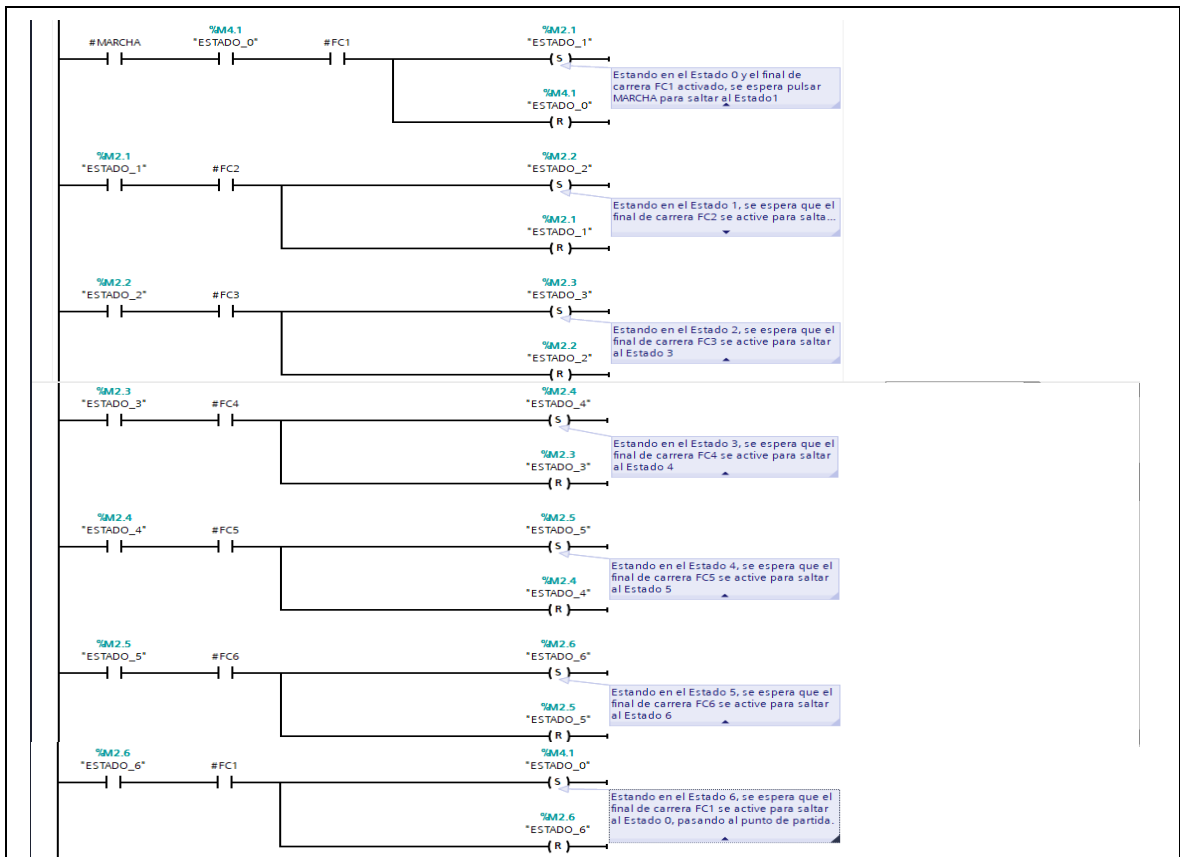 %M4.1 %M2.1
#MARCHA "ESTADO_0" #FC1 "ESTADO_1"
( S )
Estando en el Estado 0 y el final de
carrera FC1 activado, se espera pulsar
MARCHA para saltar al Estado1
%M4.1
"ESTADO_0"
( R )
%M2.1 %M2.2
"ESTADO_1" #FC2 "ESTADO_2"
( S )
Estando en el Estado 1, se espera que el
final de carrera FC2 se active para salta...
%M2.1
"ESTADO_1"
( R )
%M2.2 %M2.3
"ESTADO_2" #FC3 "ESTADO_3"
( S )
Estando en el Estado 2, se espera que el
final de carrera FC3 se active para saltar
al Estado 3
%M2.2
"ESTADO_2"
( R )
%M2.3 %M2.4
"ESTADO_3" #FC4 "ESTADO_4"
( S )
Estando en el Estado 3, se espera que el
final de carrera FC4 se active para saltar
al Estado 4
%M2.3
"ESTADO_3"
( R )
%M2.4 %M2.5
"ESTADO_4" #FC5 "ESTADO_5"
( S )
Estando en el Estado 4, se espera que el
final de carrera FC5 se active para saltar
al Estado 5
%M2.4
"ESTADO_4"
( R )
%M2.5 %M2.6
"ESTADO_5" #FC6 "ESTADO_6"
( S )
Estando en el Estado 5, se espera que el
final de carrera FC6 se active para saltar
al Estado 6
%M2.5
"ESTADO_5"
( R )
%M2.6 %M4.1
"ESTADO_6" #FC1 "ESTADO_0"
( S )
Estando en el Estado 6, se espera que el
final de carrera FC1 se active para saltar
al Estado 0, pasando al punto de partida.
%M2.6
"ESTADO_6"
( R )